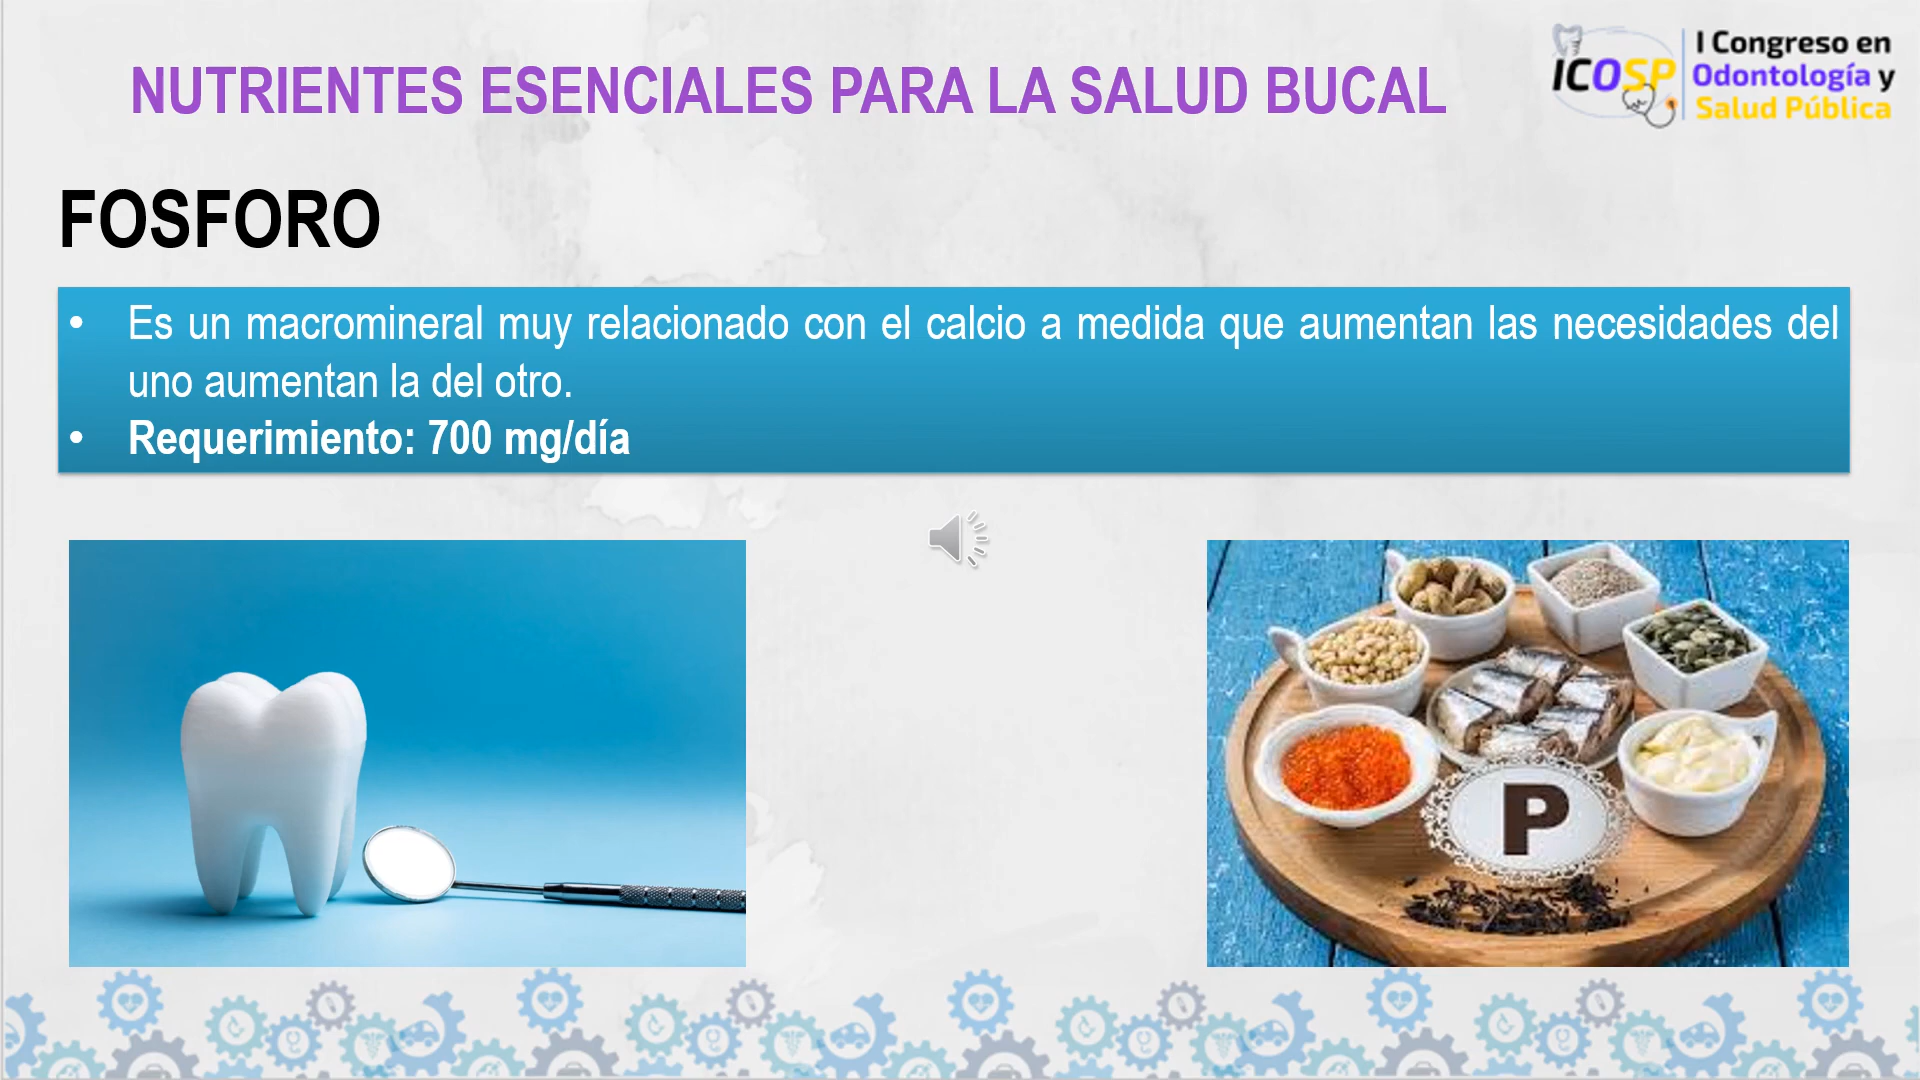 NUTRIENTES ESENCIALES PARA LA SALUD BUCAL
ICOSP
I Congreso en
Odontología y
Salud Pública
FOSFORO
• Es un macromineral muy relacionado con el calcio a medida que aumentan las necesidades del
uno aumentan la del otro.
• Requerimiento: 700 mg/día
P